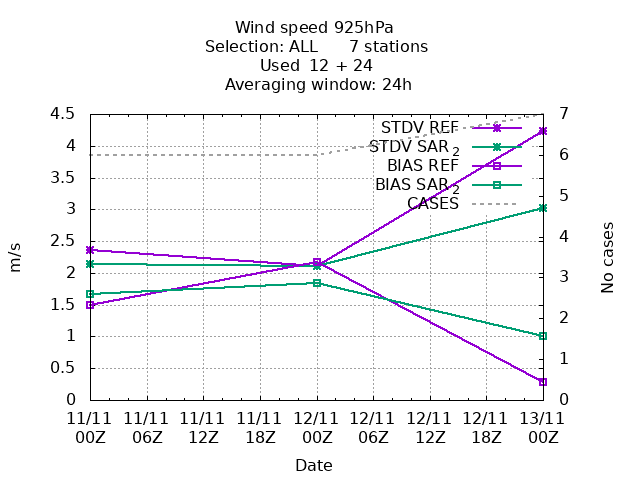 Wind speed 925hPa
Selection: ALL 7 stations
Used 12 + 24
Averaging window: 24h
4.5
4
3.5
3
2.5
2
1.5
1
0.5
0
7
6
5
4
3
2
1
0
m/s
No cases
STDV REF
STDV SAR 2
BIAS REF
BIAS SAR 2
CASES
11/11 11/11 11/11 11/11 12/11 12/11 12/11 12/11 13/11
00Z 06Z 12Z 18Z 00Z 06Z 12Z 18Z 00Z
Date